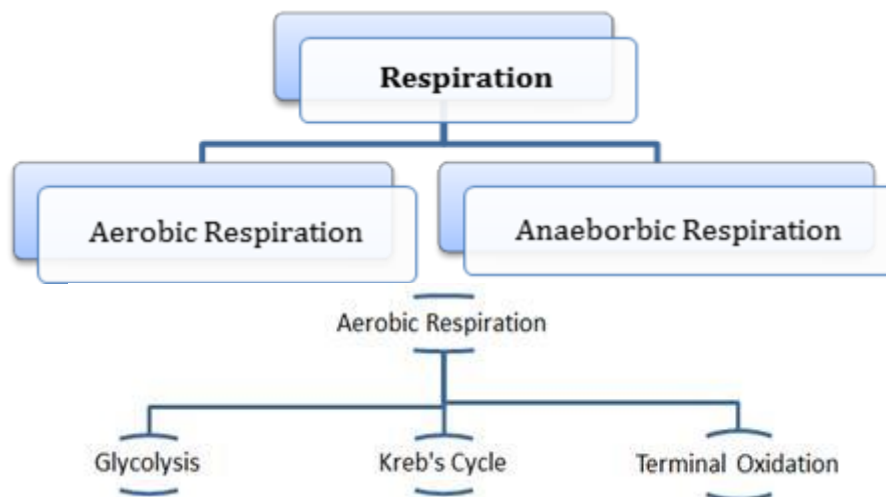 Respiration
Aerobic Respiration
Anaeborbic Respiration
Aerobic Respiration
Glycolysis
Kreb's Cycle
Terminal Oxidation